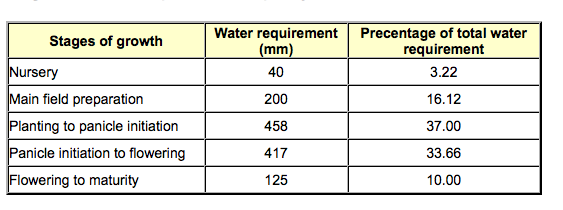 Stages of growth Water requirement (mm) Precentage of total water requirement
Nursery 40 3.22
Main field preparation 200 16.12
Planting to panicle initiation 458 37.00
Panicle initiation to flowering 417 33.66
Flowering to maturity 125 10.00